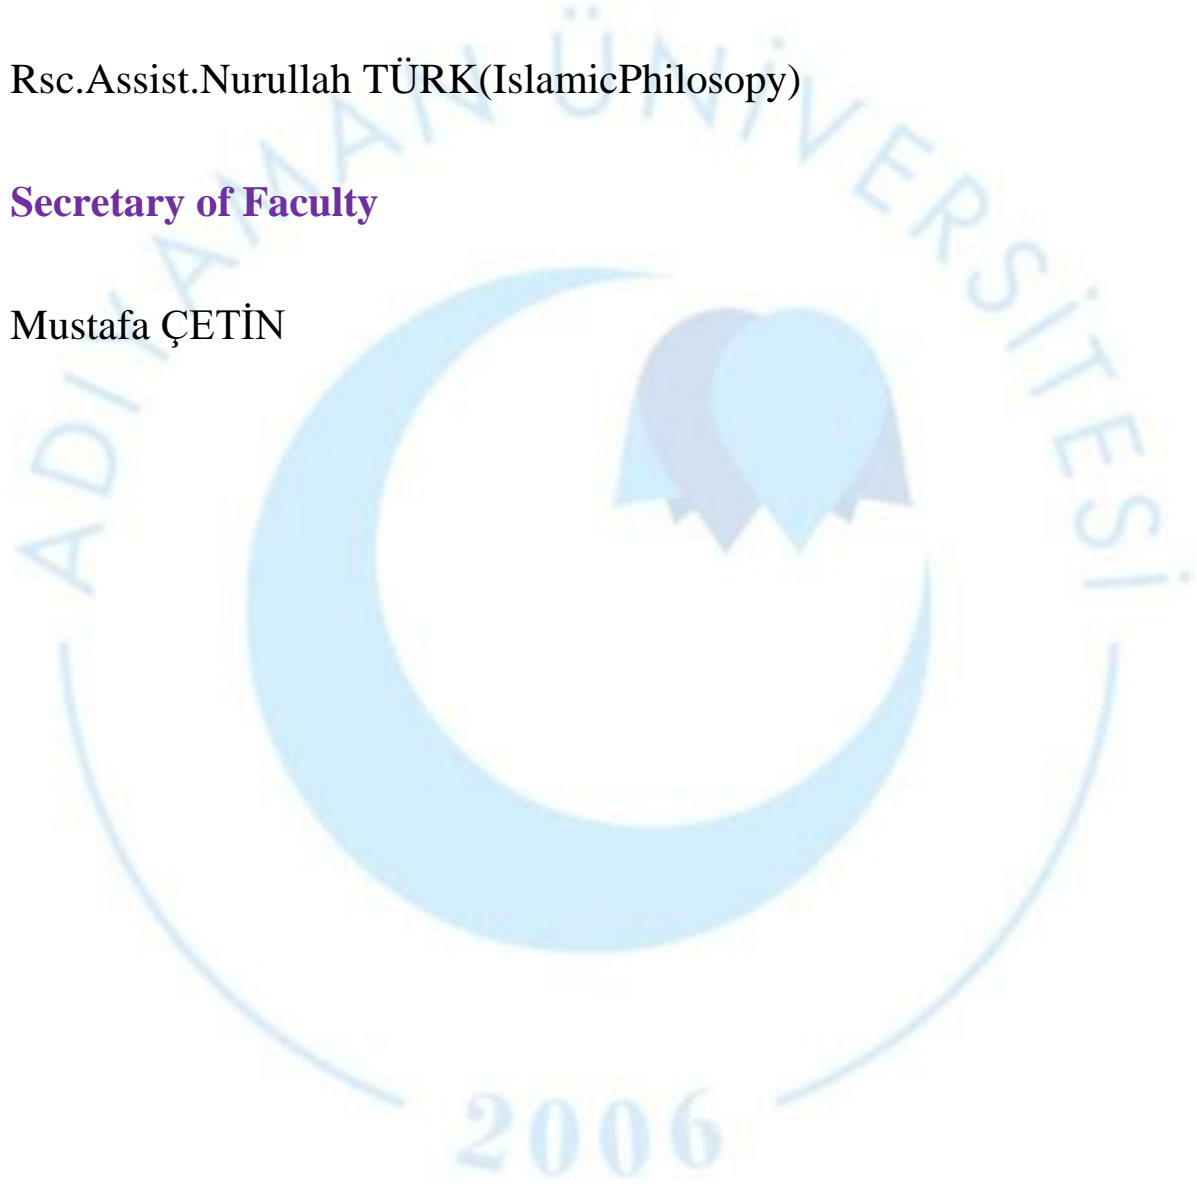 Rsc.Assist.Nurullah TÜRK(IslamicPhilosopy)
Secretary of Faculty
Mustafa ÇETİN
ADIYAMAN ÜNİVERSİTESİ
2006